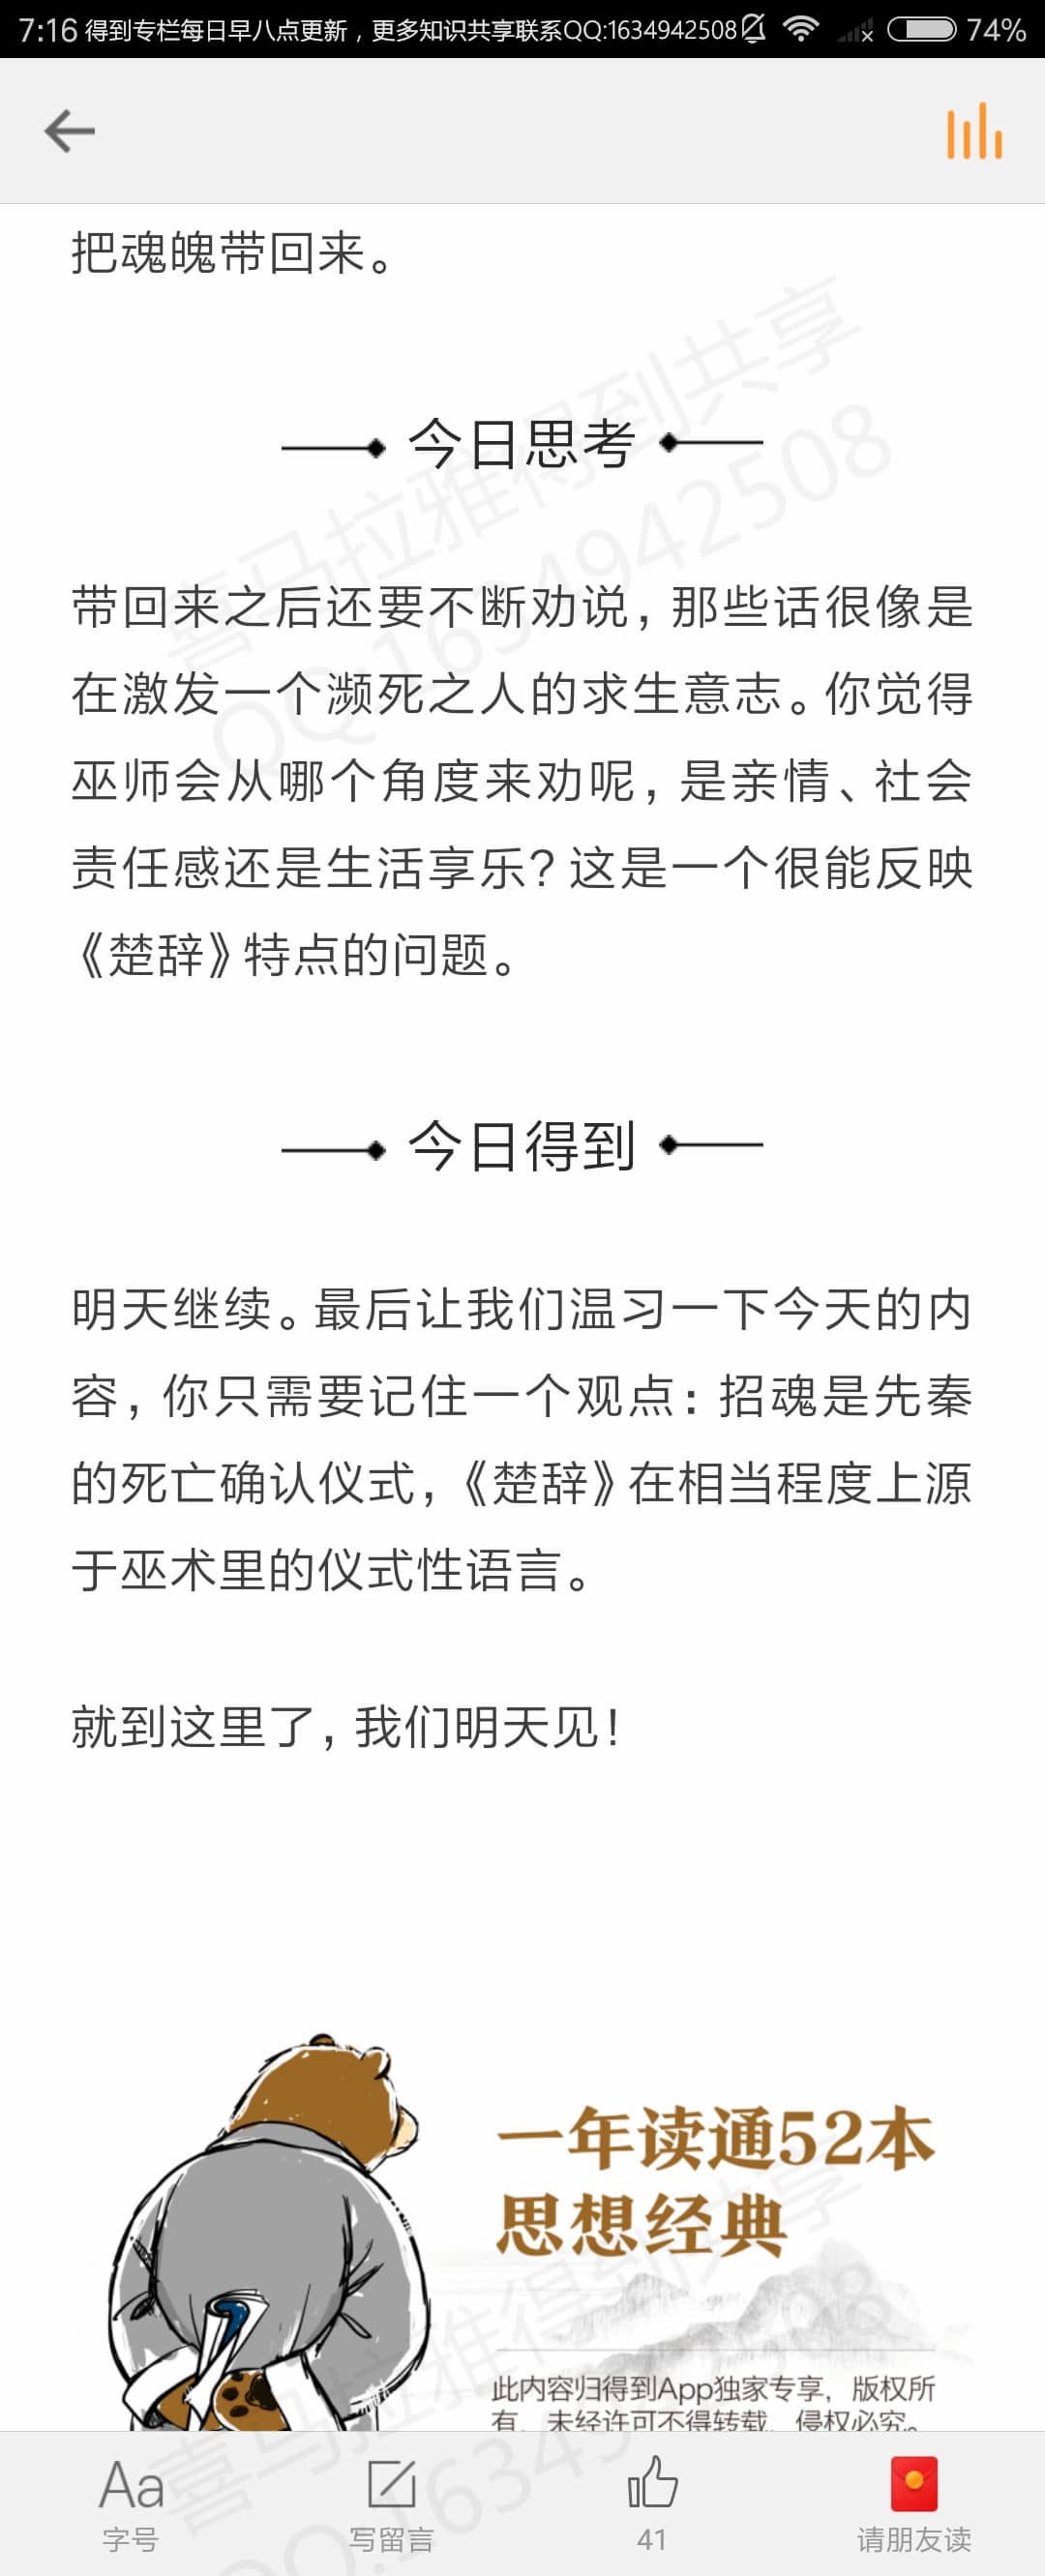 7:16 得到专栏每日早八点更新，更多知识共享联系QQ:1634942508 74%
把魂魄带回来。
今日思考
带回来之后还要不断劝说，那些话很像是
在激发一个濒死之人的求生意志。你觉得
巫师会从哪个角度来劝呢，是亲情、社会
责任感还是生活享乐？这是一个很能反映
《楚辞》特点的问题。
今日得到
明天继续。最后让我们温习一下今天的内
容，你只需要记住一个观点：招魂是先秦
的死亡确认仪式，《楚辞》在相当程度上源
于巫术里的仪式性语言。
就到这里了，我们明天见！
一年读通52本
思想经典
此内容归得到App独家专享，版权所
有，未经许可不得转载，侵权必究。
Aa
字号 写留言 41 请朋友读
喜马拉雅得到共享
QQ:1634942508
喜马拉雅得到共享
QQ:1634942508